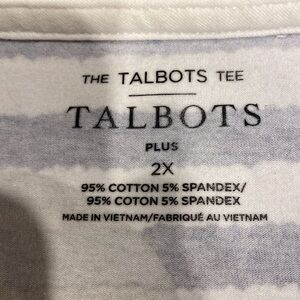 THE TALBOTS TEE
TALBOTS
PLUS
2X
95% COTTON 5% SPANDEX/
95% COTON 5% SPANDEX
MADE IN VIETNAM/FABRIQUÉ AU VIETNAM